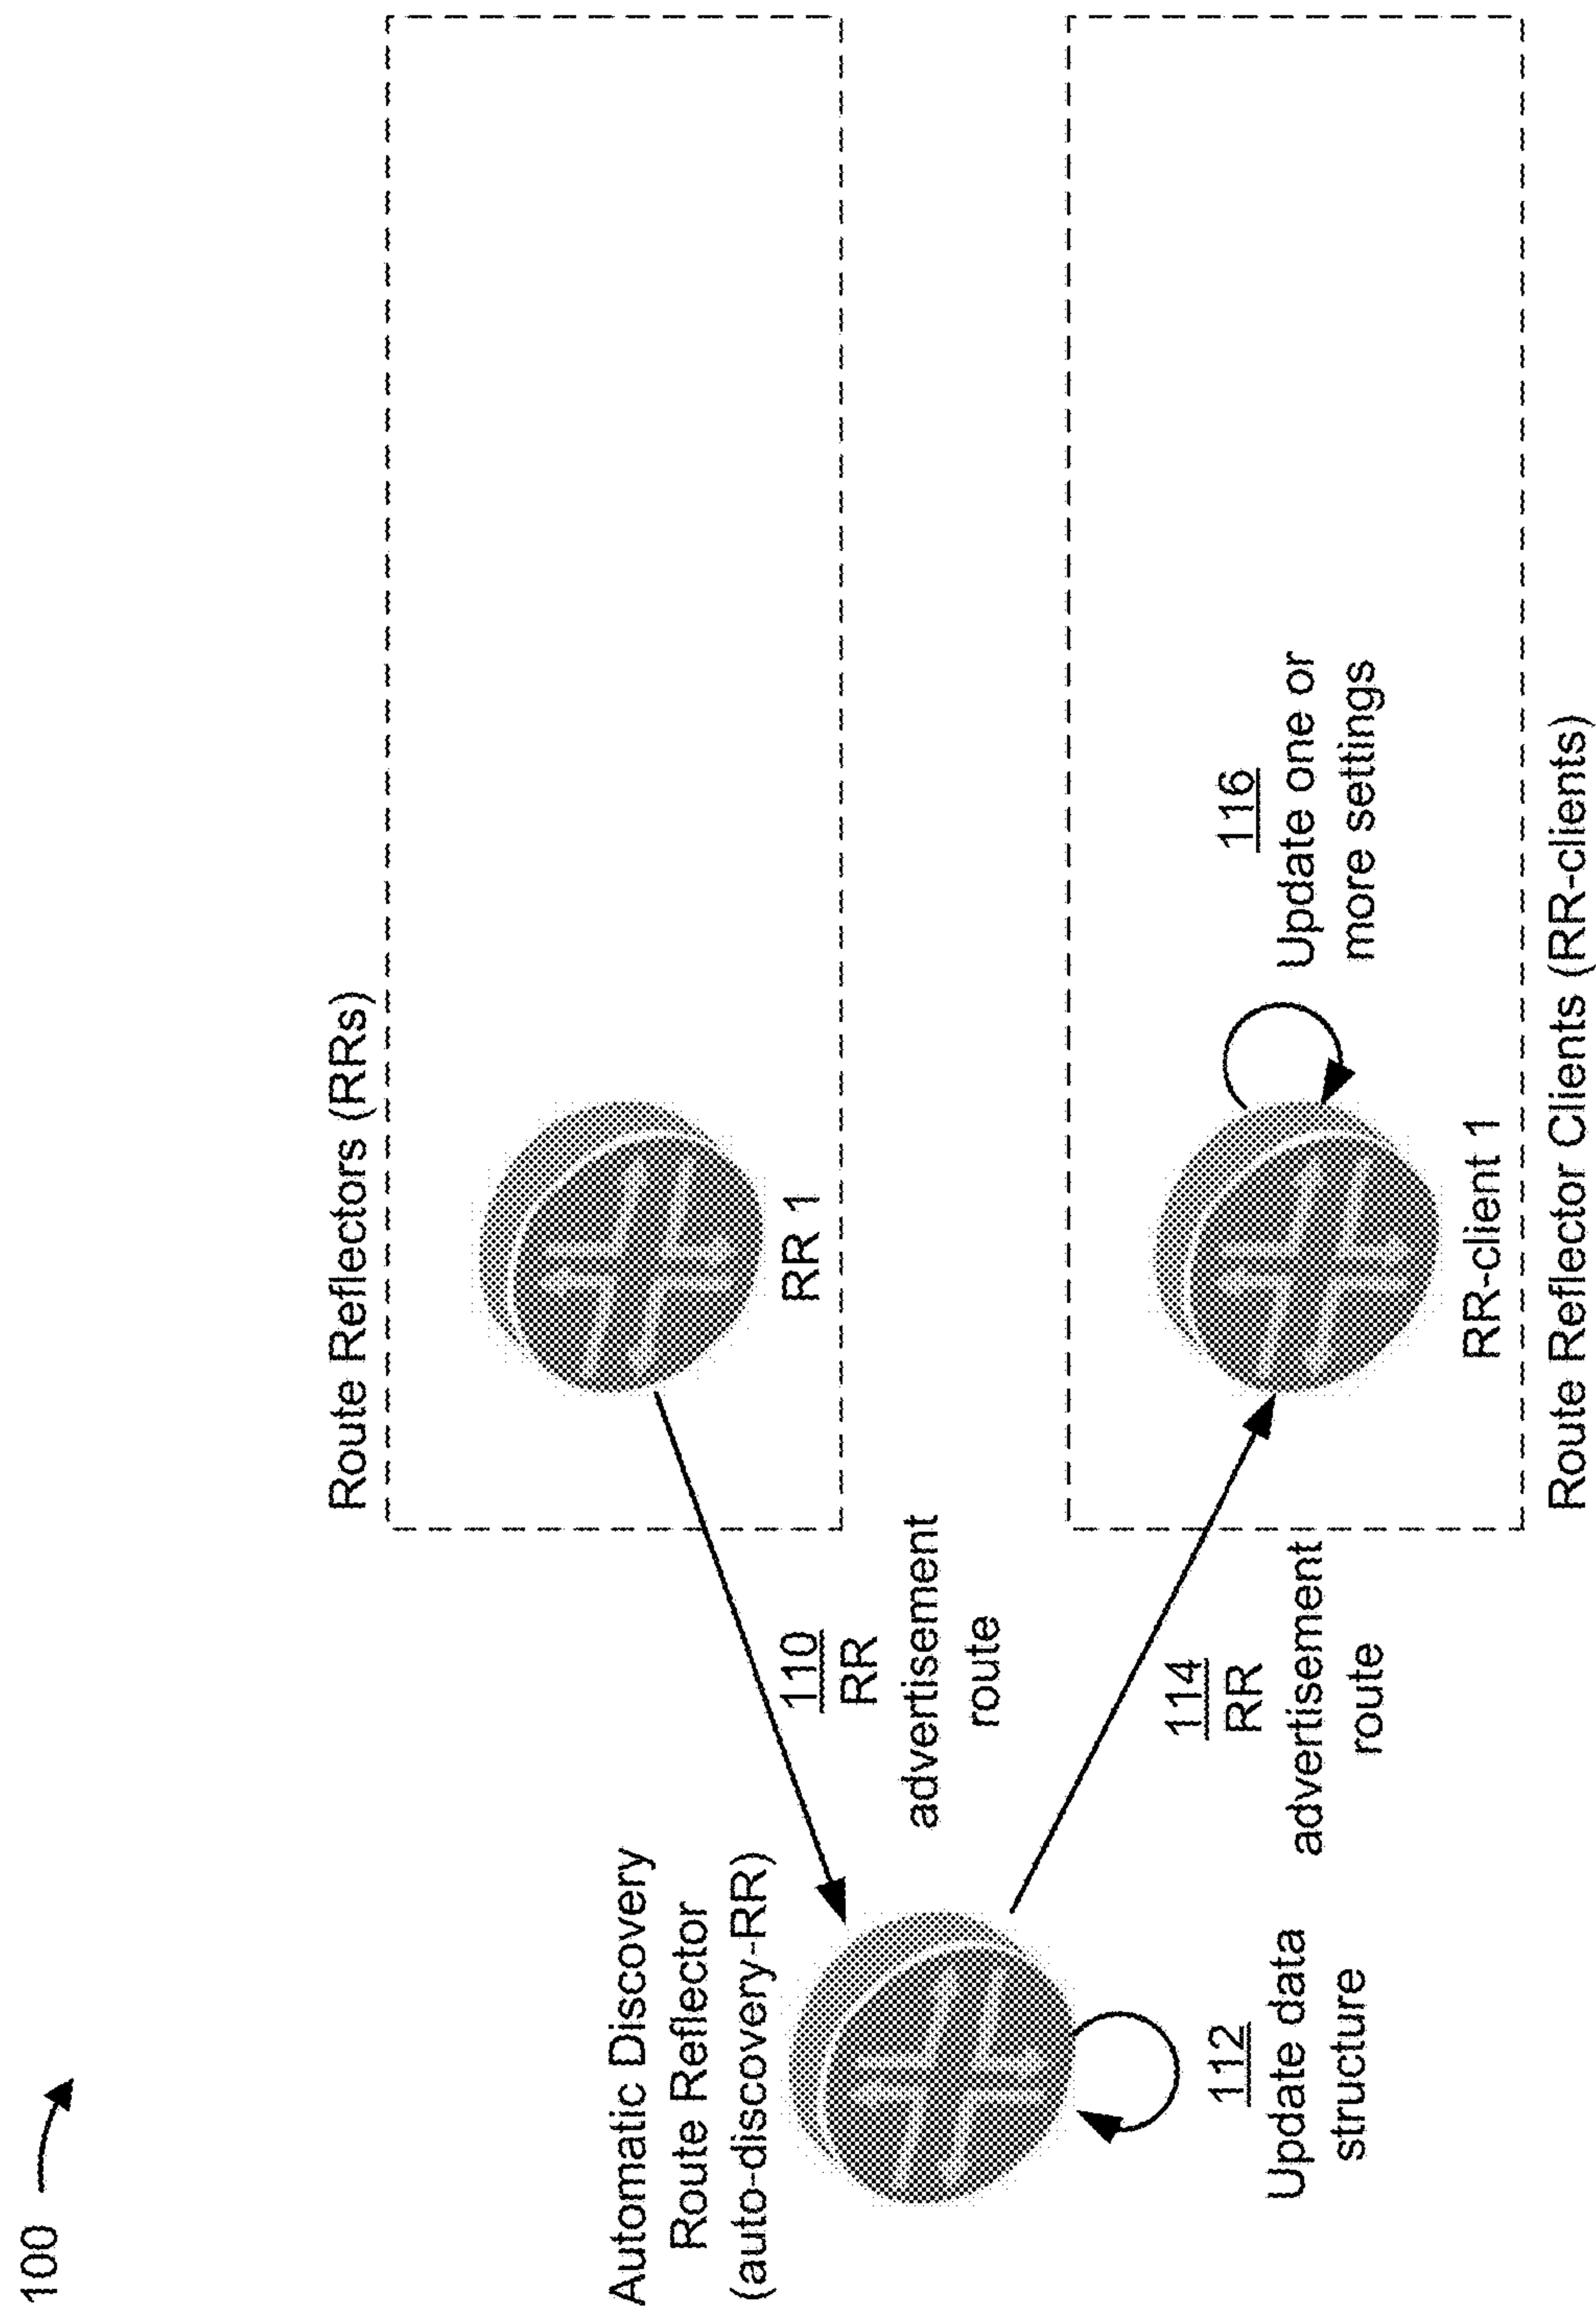 100
Route Reflectors (RRs)
RR 1
Automatic Discovery
Route Reflector
(auto-discovery-RR)
110
RR
advertisement
route
112
Update data
structure
114
RR
advertisement
route
116
Update one or
more settings
RR-client 1
Route Reflector Clients (RR-clients)